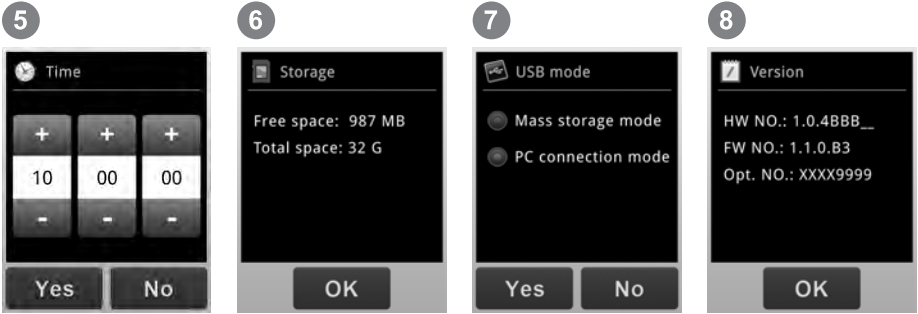 5
Time
+ + +
10 00 00
- - -
Yes No
6
Storage
Free space: 987 MB
Total space: 32 G
OK
7
USB mode
Mass storage mode
PC connection mode
Yes No
8
Version
HW NO.: 1.0.4BBB__
FW NO.: 1.1.0.B3
Opt. NO.: XXXX9999
OK